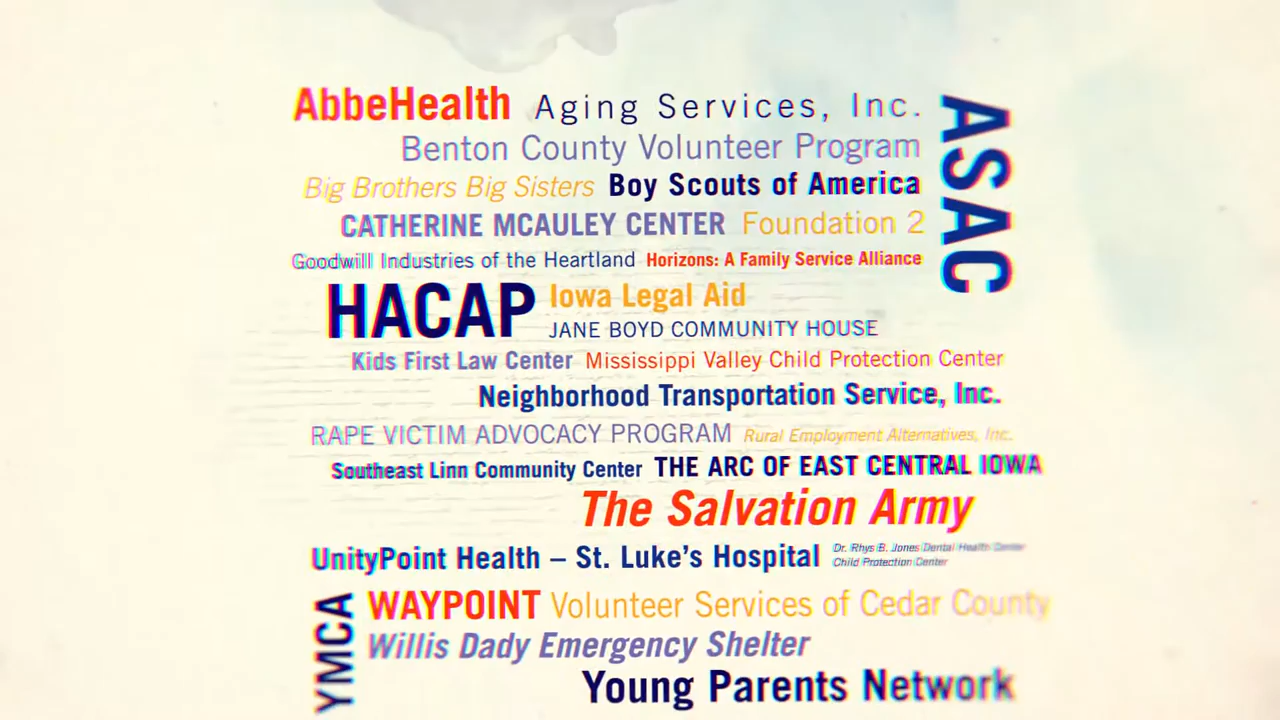 AbbeHealth Aging Services, Inc.
ASAC
Benton County Volunteer Program
Big Brothers Big Sisters Boy Scouts of America
CATHERINE MCAULEY CENTER Foundation 2
Goodwill Industries of the Heartland Horizons: A Family Service Alliance
HACAP Iowa Legal Aid
JANE BOYD COMMUNITY HOUSE
Kids First Law Center Mississippi Valley Child Protection Center
Neighborhood Transportation Service, Inc.
RAPE VICTIM ADVOCACY PROGRAM Rural Employment Alternatives, Inc.
Southeast Linn Community Center THE ARC OF EAST CENTRAL IOWA
The Salvation Army
UnityPoint Health – St. Luke's Hospital Dr. Rhys B. Jones Dental Health Center
Child Protection Center
YMCA
WAYPOINT Volunteer Services of Cedar County
Willis Dady Emergency Shelter
Young Parents Network